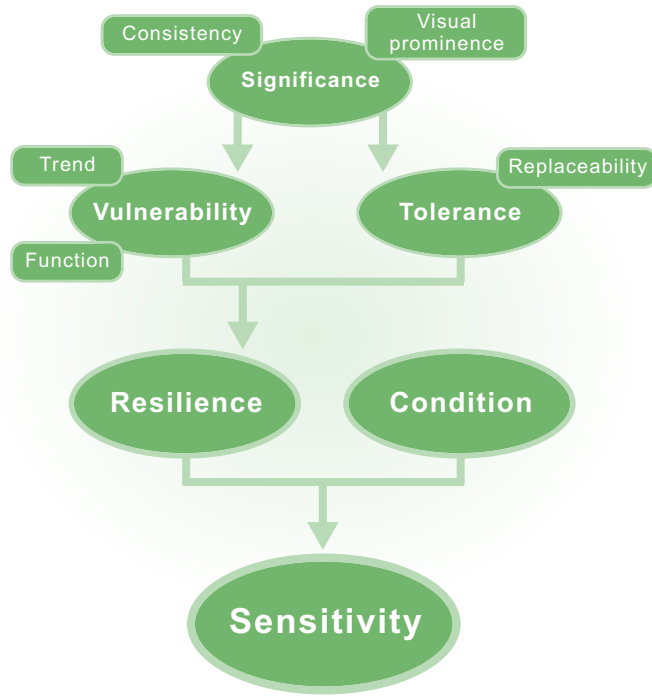 Consistency
Visual
prominence
Significance
Trend
Replaceability
Vulnerability
Tolerance
Function
Resilience
Condition
Sensitivity